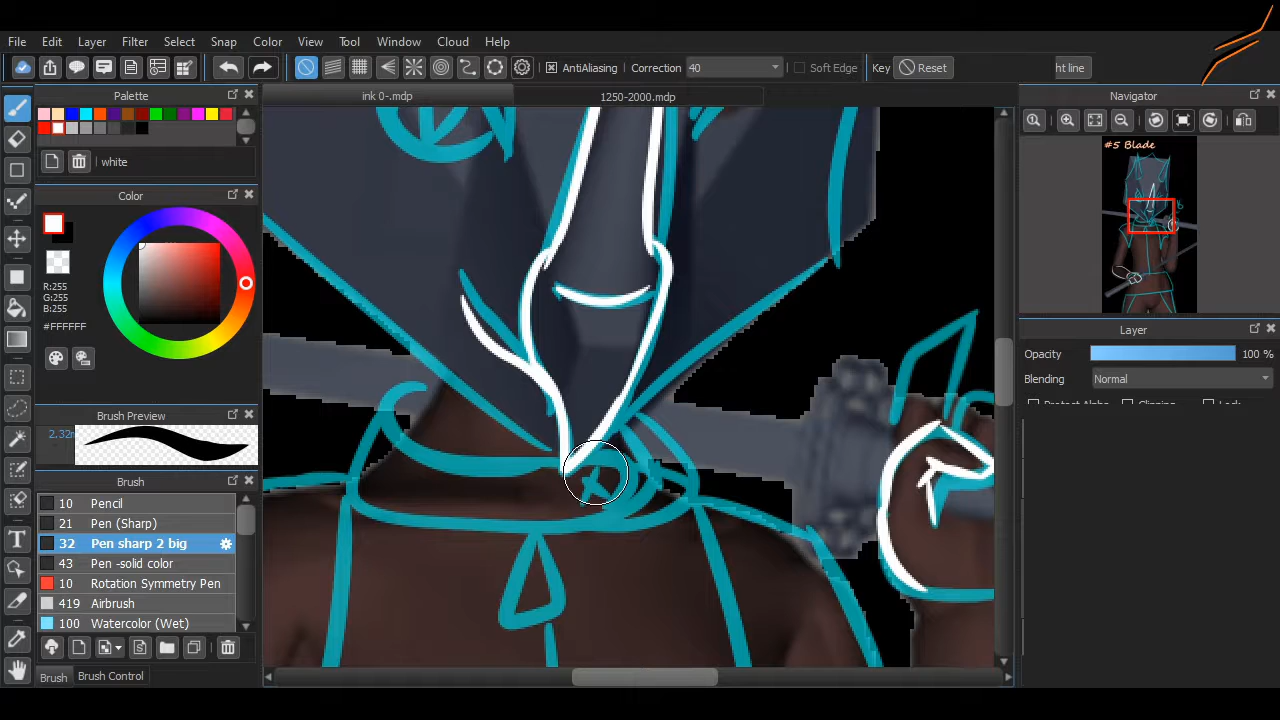 File Edit Layer Filter Select Snap Color View Tool Window Cloud Help
AntiAliasing Correction 40 Soft Edge Key Reset ht line
Palette
ink 0-.mdp 1250-2000.mdp
Navigator
white
#5 Blade
Color
R:255
G:255
B:255
#FFFFFF
Layer
Opacity 100 %
Blending Normal
Brush Preview
Brush
10 Pencil
21 Pen (Sharp)
32 Pen sharp 2 big
43 Pen -solid color
10 Rotation Symmetry Pen
419 Airbrush
100 Watercolor (Wet)
Brush Brush Control